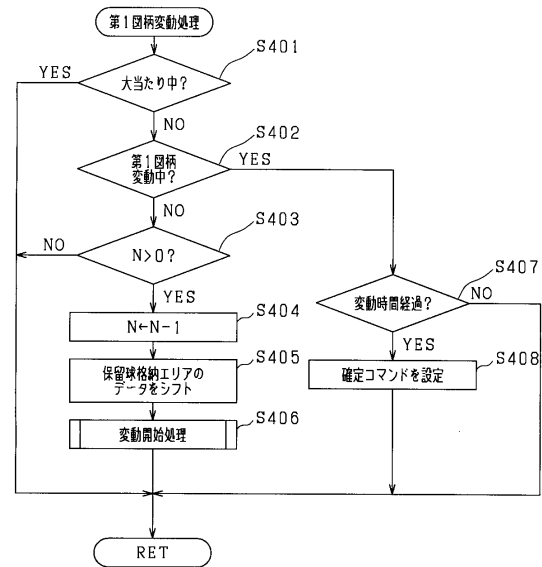 第1図柄変動処理
S401
大当たり中?
YES
NO
S402
第1図柄
変動中?
YES
NO
S403
N>0?
NO
YES
S404
N←N-1
S405
保留球格納エリアの
データをシフト
S406
変動開始処理
S407
変動時間経過?
NO
YES
S408
確定コマンドを設定
RET